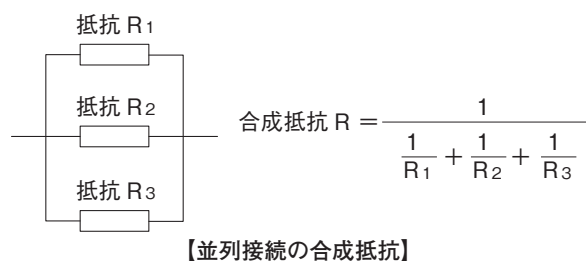 抵抗 R1
抵抗 R2
抵抗 R3
合成抵抗 R = 1 / (1/R1 + 1/R2 + 1/R3)
【並列接続の合成抵抗】